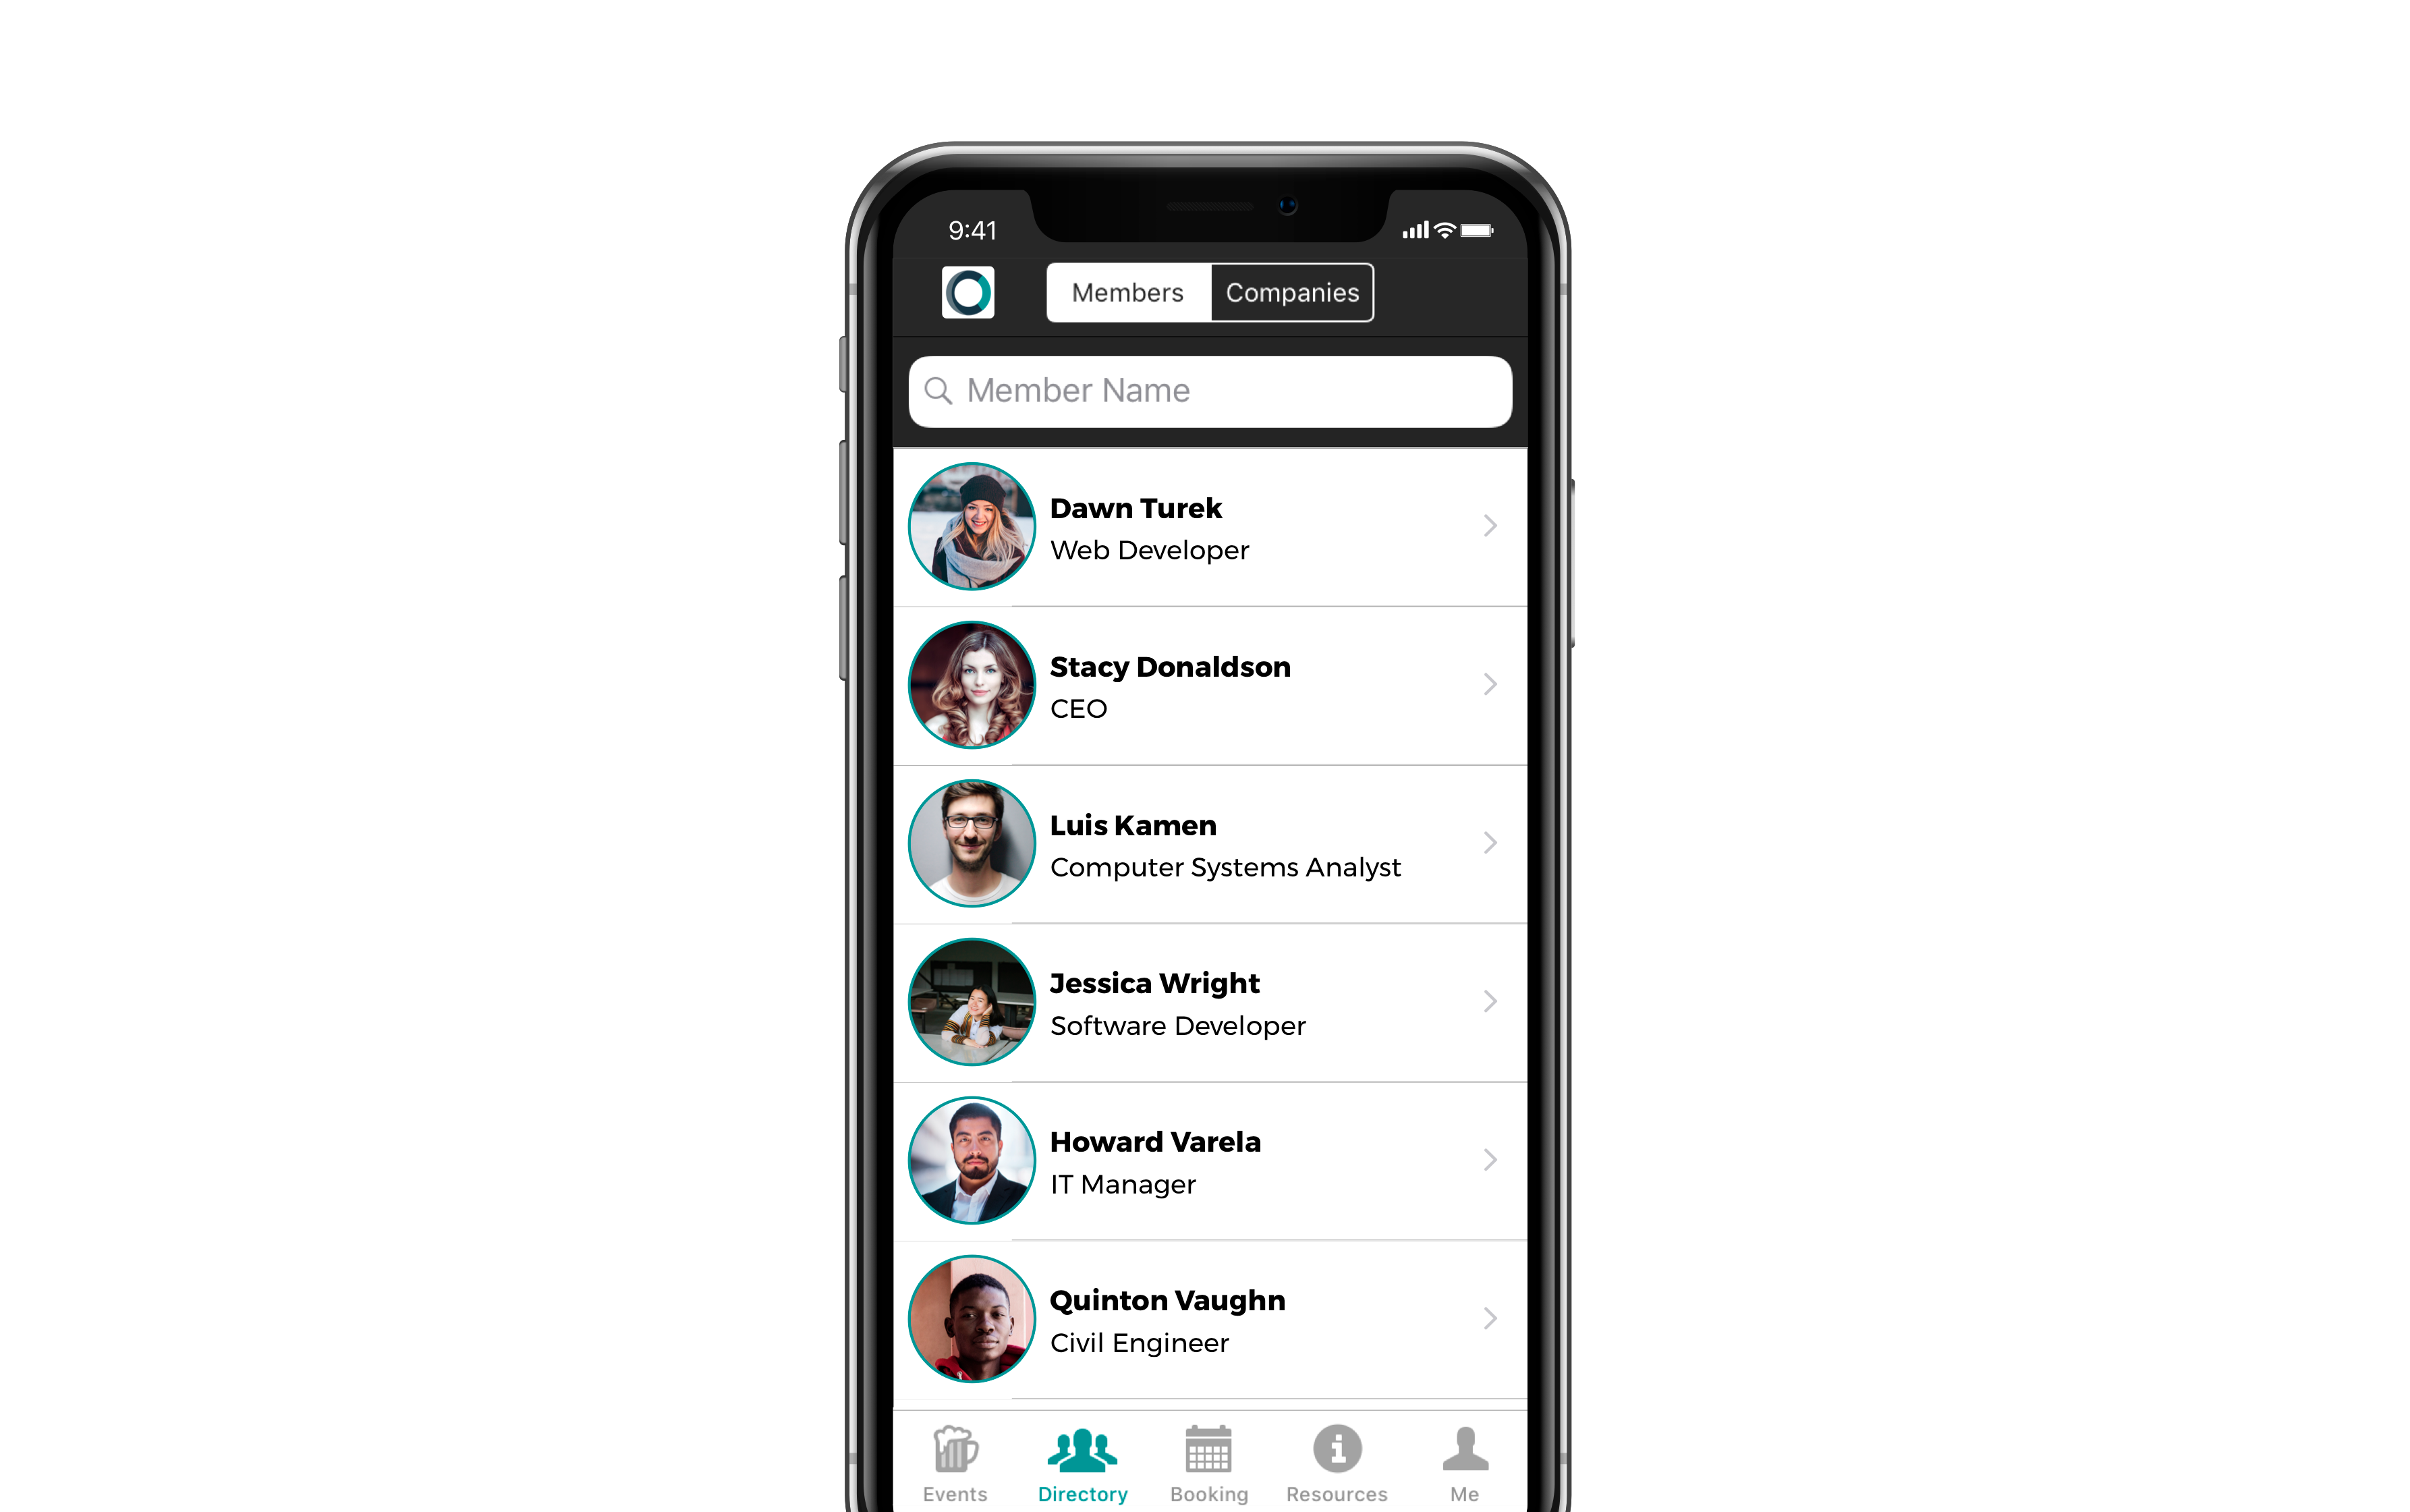 9:41
Members Companies
Member Name
Dawn Turek
Web Developer
Stacy Donaldson
CEO
Luis Kamen
Computer Systems Analyst
Jessica Wright
Software Developer
Howard Varela
IT Manager
Quinton Vaughn
Civil Engineer
Events Directory Booking Resources Me